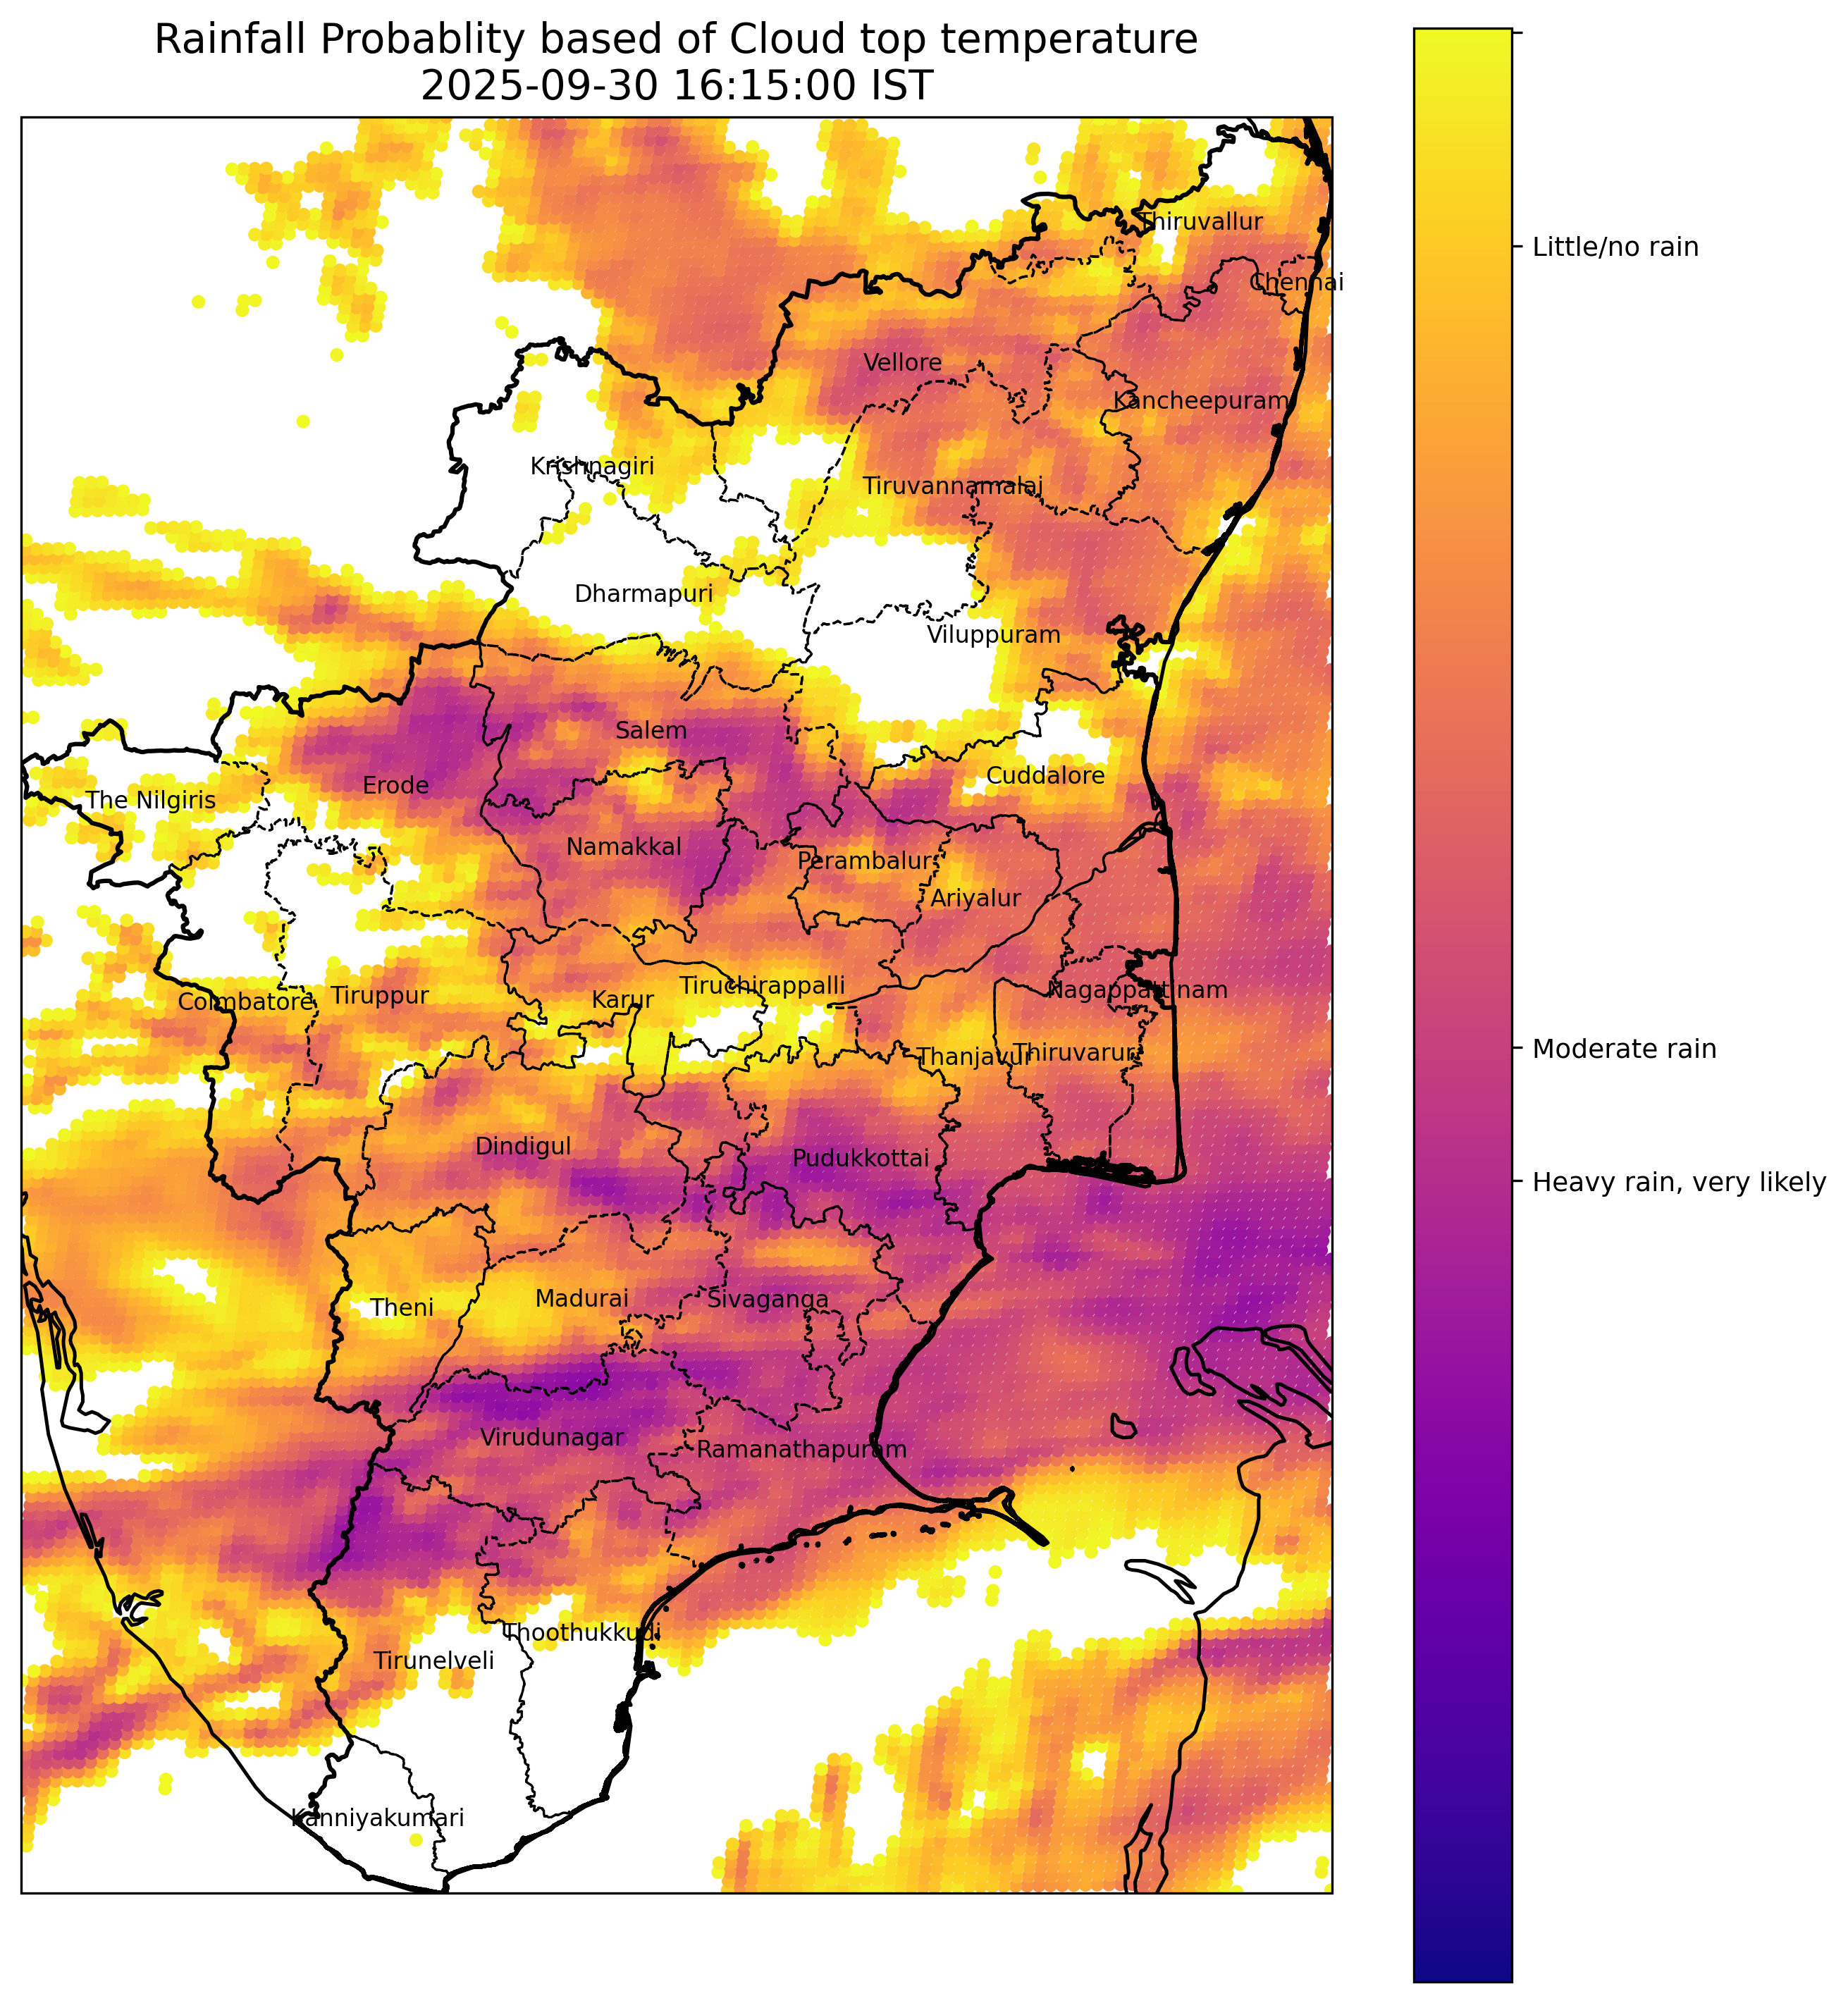 Rainfall Probablity based of Cloud top temperature
2025-09-30 16:15:00 IST
Thiruvallur
Chennai
Vellore
Kancheepuram
Krishnagiri
Tiruvannamalai
Dharmapuri
Viluppuram
Salem
Erode
Cuddalore
The Nilgiris
Namakkal
Perambalur
Ariyalur
Tiruchirappalli
Nagappattinam
Coimbatore
Tiruppur
Karur
Thanjavur
Thiruvarur
Dindigul
Pudukkottai
Theni
Madurai
Sivaganga
Virudunagar
Ramanathapuram
Thoothukkudi
Tirunelveli
Kanniyakumari
Little/no rain
Moderate rain
Heavy rain, very likely